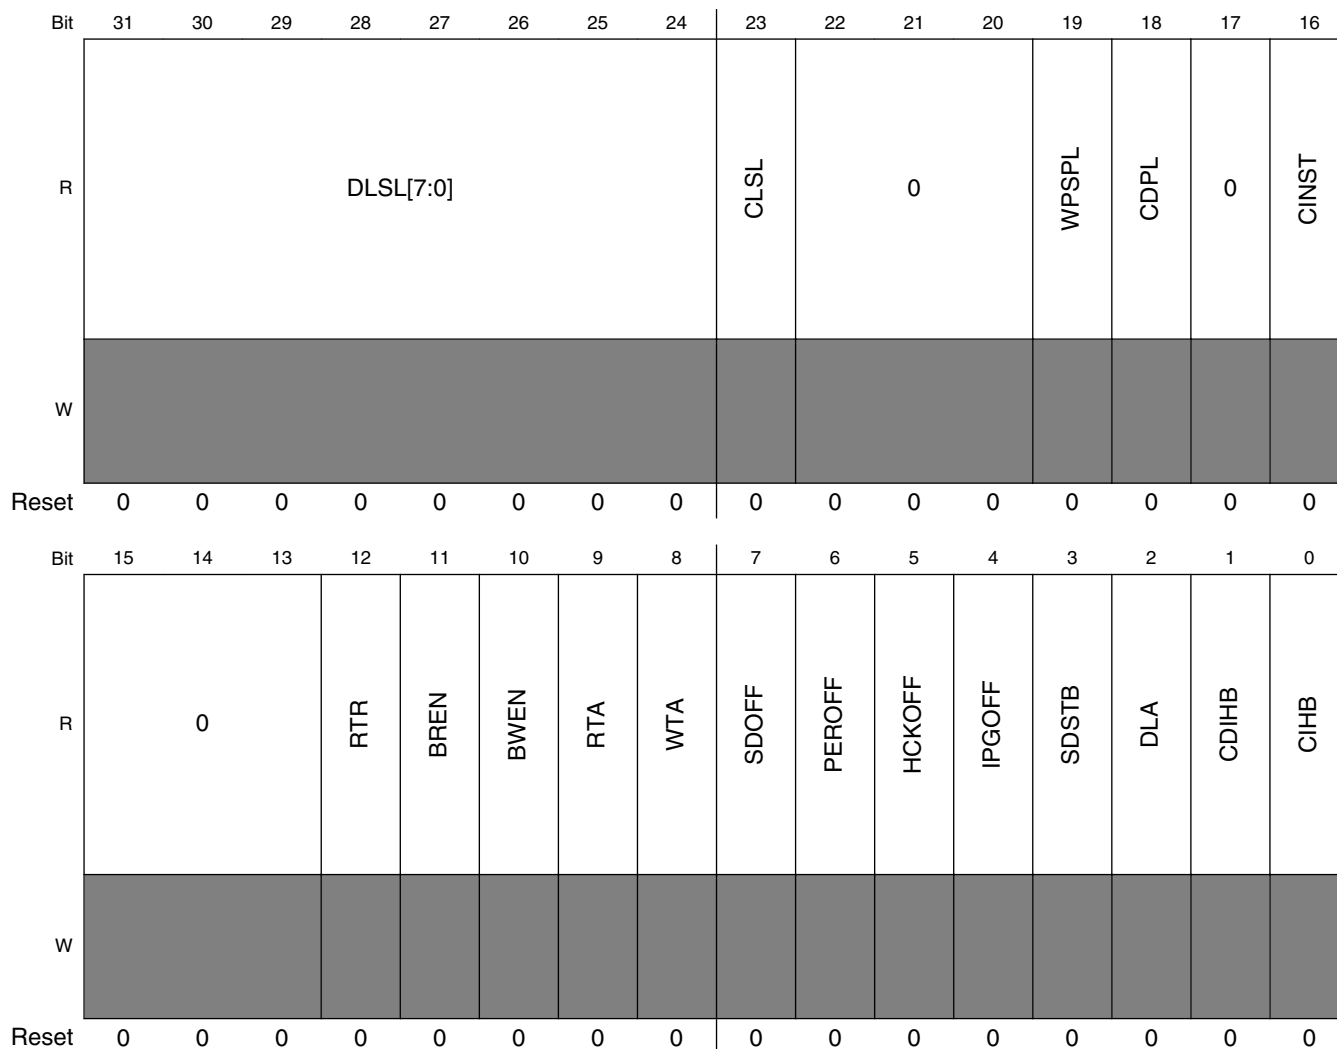 Bit 31 30 29 28 27 26 25 24 23 22 21 20 19 18 17 16
R DLSL[7:0] CLSL 0 WPSPL CDPL 0 CINST
W
Reset 0 0 0 0 0 0 0 0 0 0 0 0 0 0 0 0
Bit 15 14 13 12 11 10 9 8 7 6 5 4 3 2 1 0
R 0 RTR BREN BWEN RTA WTA SDOFF PEROFF HCKOFF IPGOFF SDSTB DLA CDIHB CIHB
W
Reset 0 0 0 0 0 0 0 0 0 0 0 0 0 0 0 0